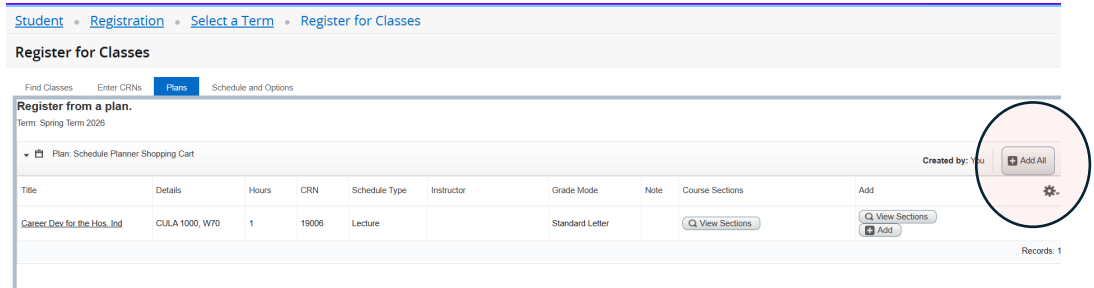 Student • Registration • Select a Term • Register for Classes
Register for Classes
Find Classes Enter CRNs Plans Schedule and Options
Register from a plan.
Term: Spring Term 2026
Plan: Schedule Planner Shopping Cart Created by: You Add All
Title Details Hours CRN Schedule Type Instructor Grade Mode Note Course Sections Add
Career Dev for the Hos. Ind CULA 1000, W70 1 19006 Lecture Standard Letter View Sections View Sections
Add
Records: 1